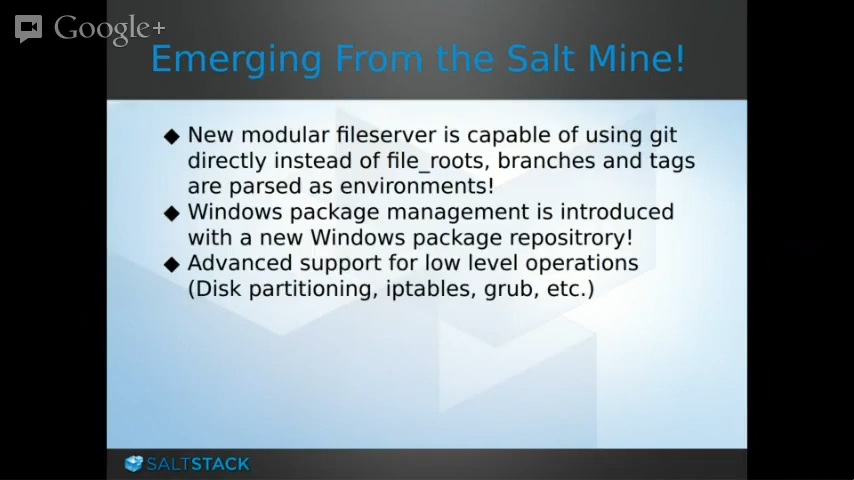 Google+
Emerging From the Salt Mine!
◆ New modular fileserver is capable of using git
directly instead of file_roots, branches and tags
are parsed as environments!
◆ Windows package management is introduced
with a new Windows package repositrory!
◆ Advanced support for low level operations
(Disk partitioning, iptables, grub, etc.)
SALTSTACK